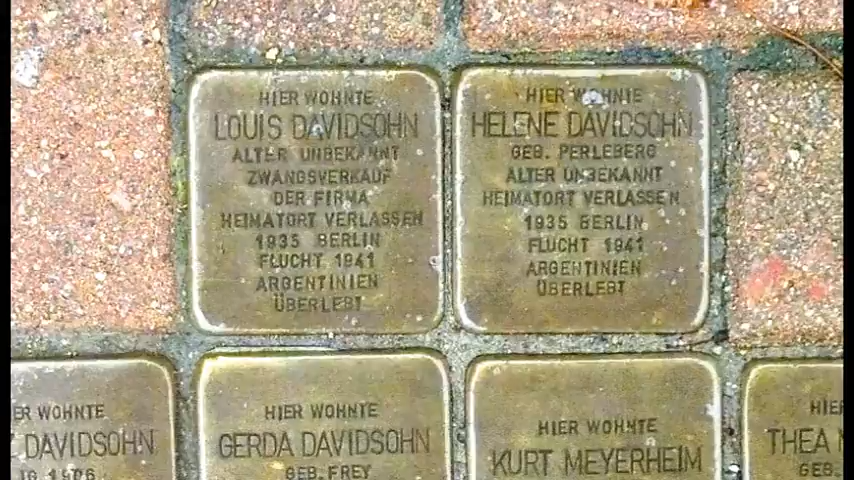 HIER WOHNTE
LOUIS DAVIDSOHN
ALTER UNBEKANNT
ZWANGSVERKAUF
DER FIRMA
HEIMATORT VERLASSEN
1935 BERLIN
FLUCHT 1941
ARGENTINIEN
ÜBERLEBT
HIER WOHNTE
HELENE DAVIDSOHN
GEB. PERLEBERG
ALTER UNBEKANNT
HEIMATORT VERLASSEN
1935 BERLIN
FLUCHT 1941
ARGENTINIEN
ÜBERLEBT
ER WOHNTE
DAVIDSOHN
HIER WOHNTE
GERDA DAVIDSOHN
GEB. FREY
HIER WOHNTE
KURT MEYERHEIM
HIER
THEA
GEB.